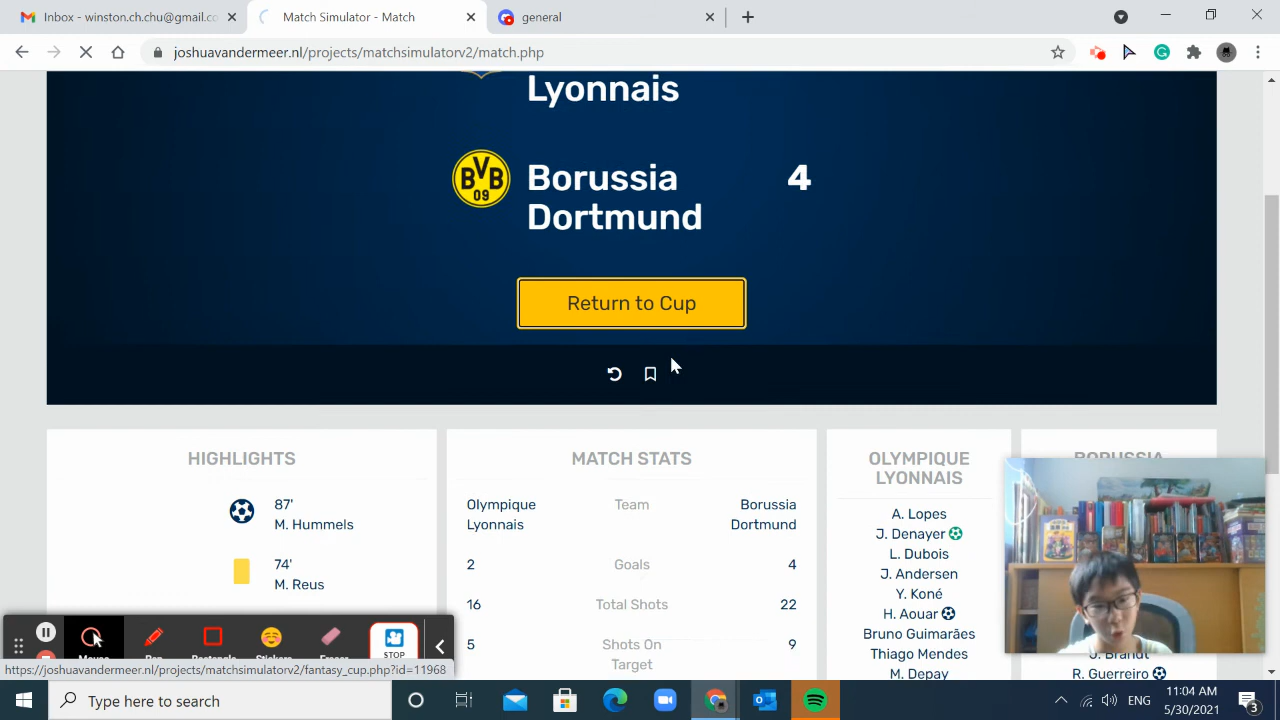 Inbox - winston.ch.chu@gmail.co
Match Simulator - Match
general
joshuavandermeer.nl/projects/matchsimulatorv2/match.php
Lyonnais
BVB
09
Borussia
Dortmund
4
Return to Cup
HIGHLIGHTS
87'
M. Hummels
74'
M. Reus
MATCH STATS
Olympique
Lyonnais
Team
Borussia
Dortmund
2
Goals
4
16
Total Shots
22
5
Shots On
Target
9
OLYMPIQUE
LYONNAIS
A. Lopes
J. Denayer
L. Dubois
J. Andersen
Y. Koné
H. Aouar
Bruno Guimarães
Thiago Mendes
M. Depay
BORUSSIA
J. Brandt
R. Guerreiro
STOP
https://joshuavandermeer.nl/projects/matchsimulatorv2/fantasy_cup.php?id=11968
Type here to search
ENG
11:04 AM
5/30/2021
3